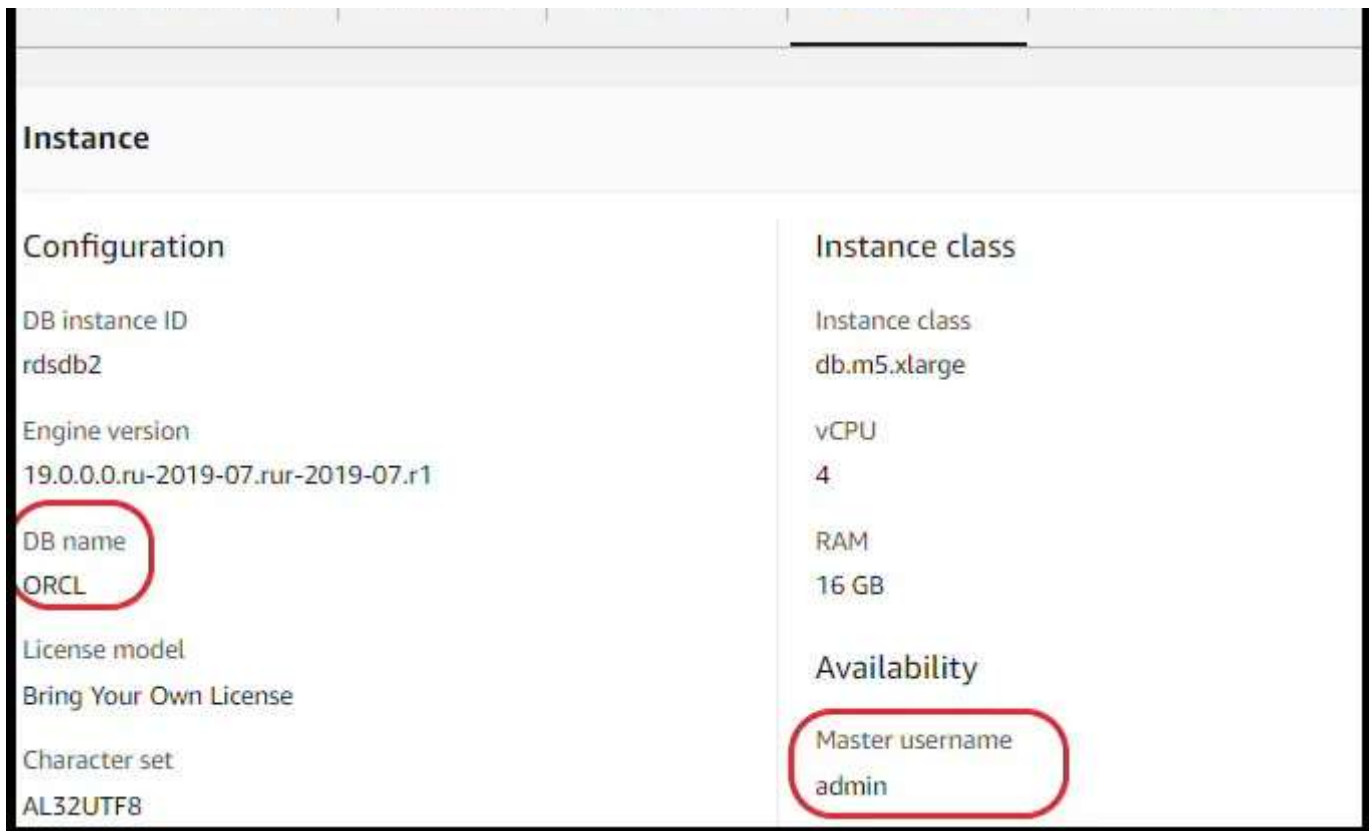 Instance
Configuration
DB instance ID
rdsdb2
Engine version
19.0.0.0.ru-2019-07.rur-2019-07.r1
DB name
ORCL
License model
Bring Your Own License
Character set
AL32UTF8
Instance class
Instance class
db.m5.xlarge
vCPU
4
RAM
16 GB
Availability
Master username
admin